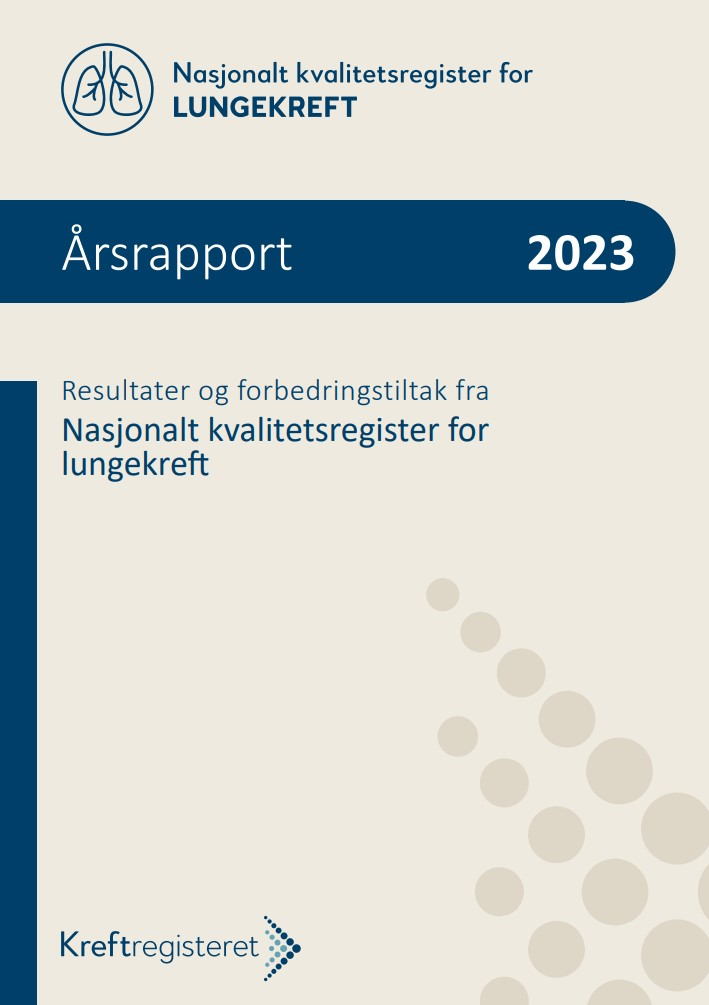 Nasjonalt kvalitetsregister for
LUNGEKREFT
Årsrapport 2023
Resultater og forbedringstiltak fra
Nasjonalt kvalitetsregister for
lungekreft
Kreftregisteret